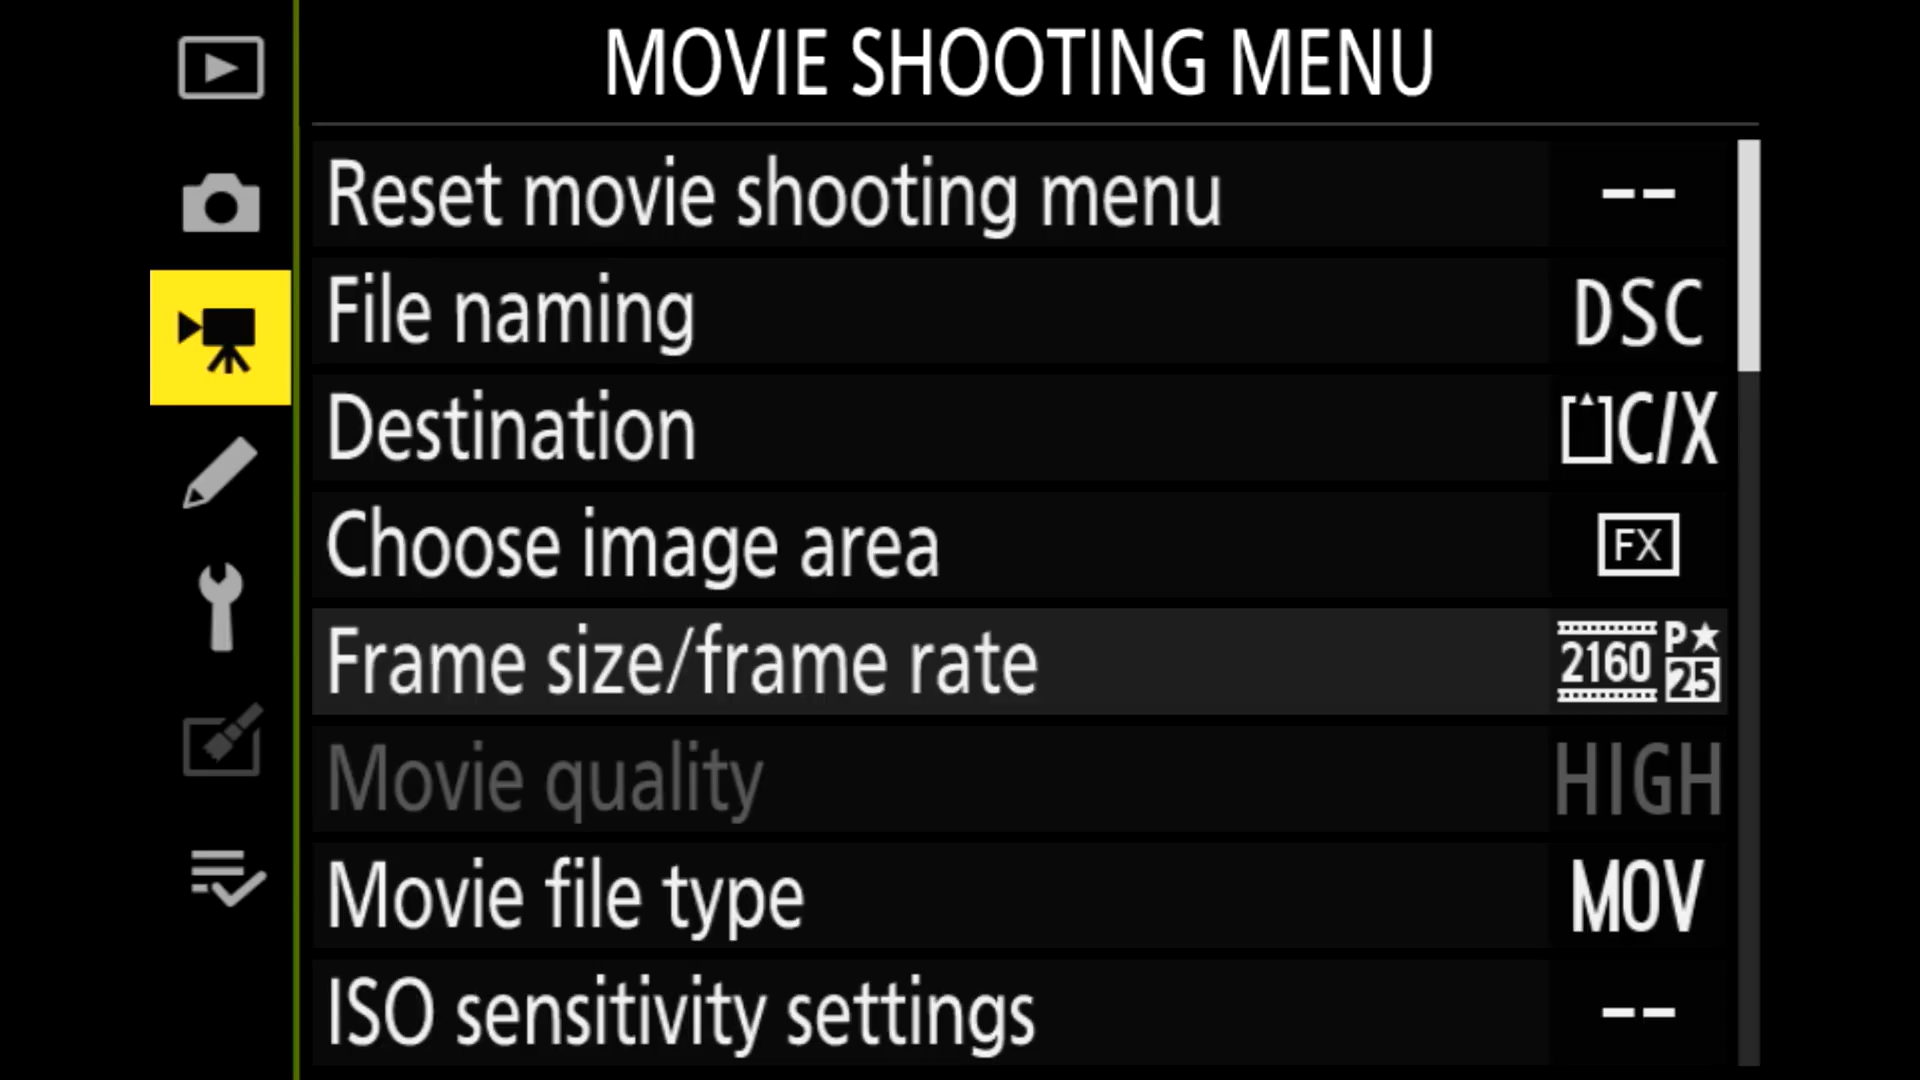 MOVIE SHOOTING MENU
Reset movie shooting menu --
File naming DSC
Destination C/X
Choose image area FX
Frame size/frame rate 2160 P★ 25
Movie quality HIGH
Movie file type MOV
ISO sensitivity settings --